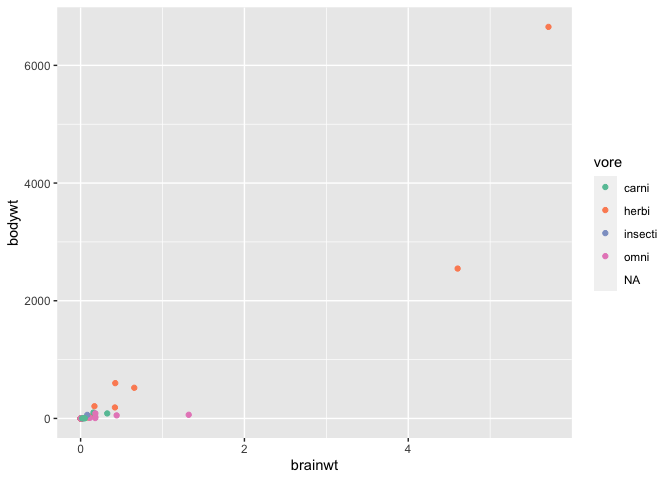 6000
4000
2000
0
bodywt
0 2 4
brainwt
vore
carni
herbi
insecti
omni
NA